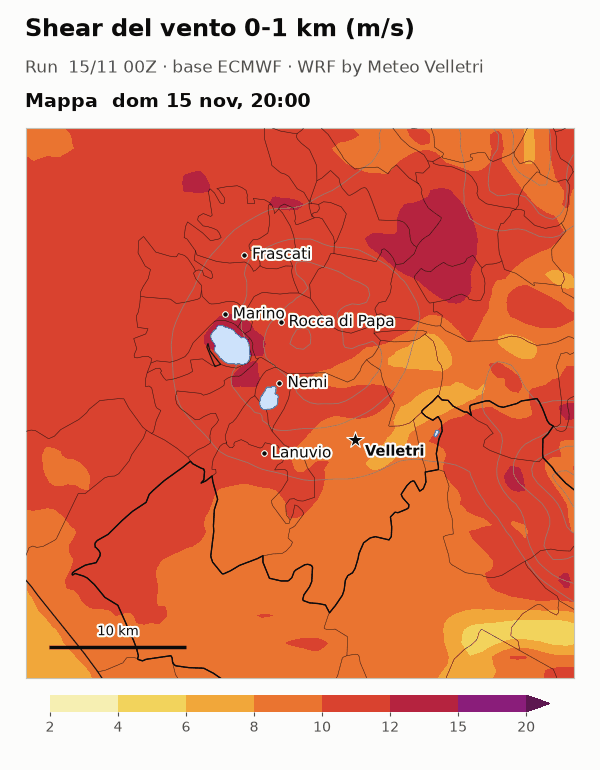 Shear del vento 0-1 km (m/s)
Run  15/11 00Z · base ECMWF · WRF by Meteo Velletri
Mappa  dom 15 nov, 20:00
Frascati
Marino
Rocca di Papa
Nemi
Velletri
Lanuvio
10 km
2 4 6 8 10 12 15 20